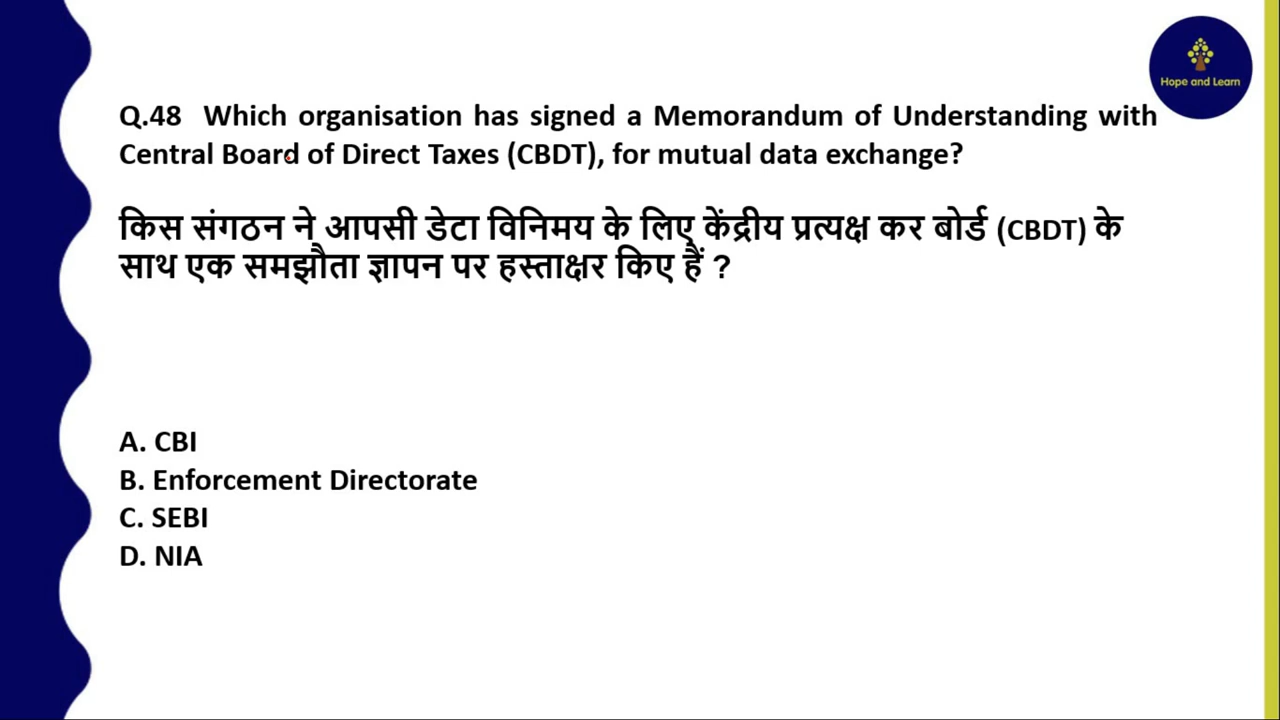 Hope and Learn
Q.48 Which organisation has signed a Memorandum of Understanding with
Central Board of Direct Taxes (CBDT), for mutual data exchange?
किस संगठन ने आपसी डेटा विनिमय के लिए केंद्रीय प्रत्यक्ष कर बोर्ड (CBDT) के
साथ एक समझौता ज्ञापन पर हस्ताक्षर किए हैं ?
A. CBI
B. Enforcement Directorate
C. SEBI
D. NIA